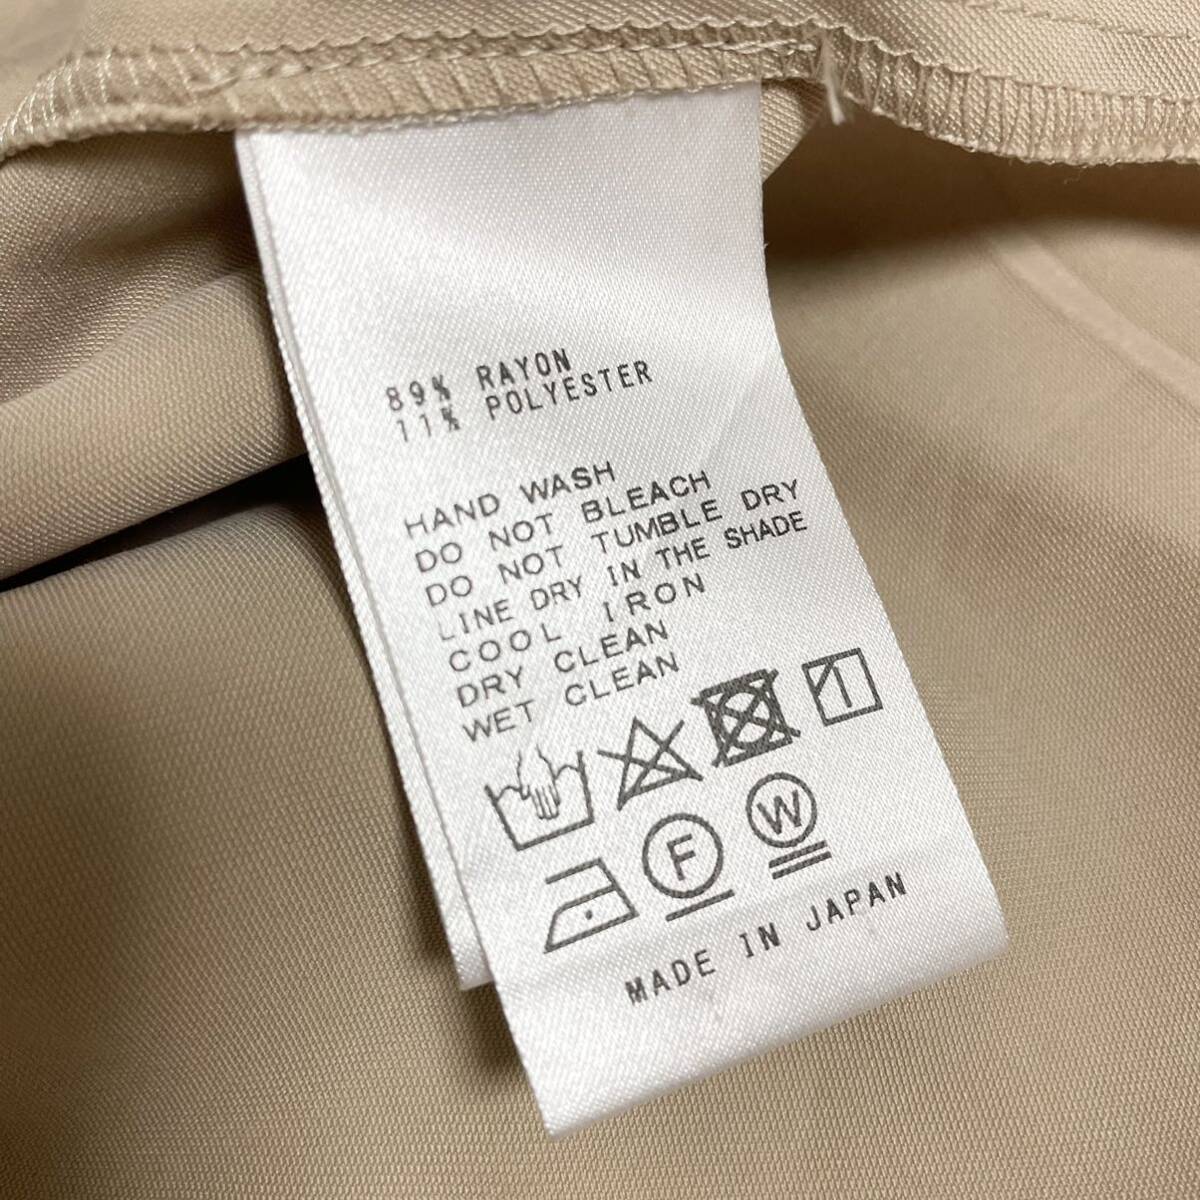 89% RAYON
11% POLYESTER
HAND WASH
DO NOT BLEACH
DO NOT TUMBLE DRY
LINE DRY IN THE SHADE
COOL IRON
DRY CLEAN
WET CLEAN
F
W
MADE IN JAPAN